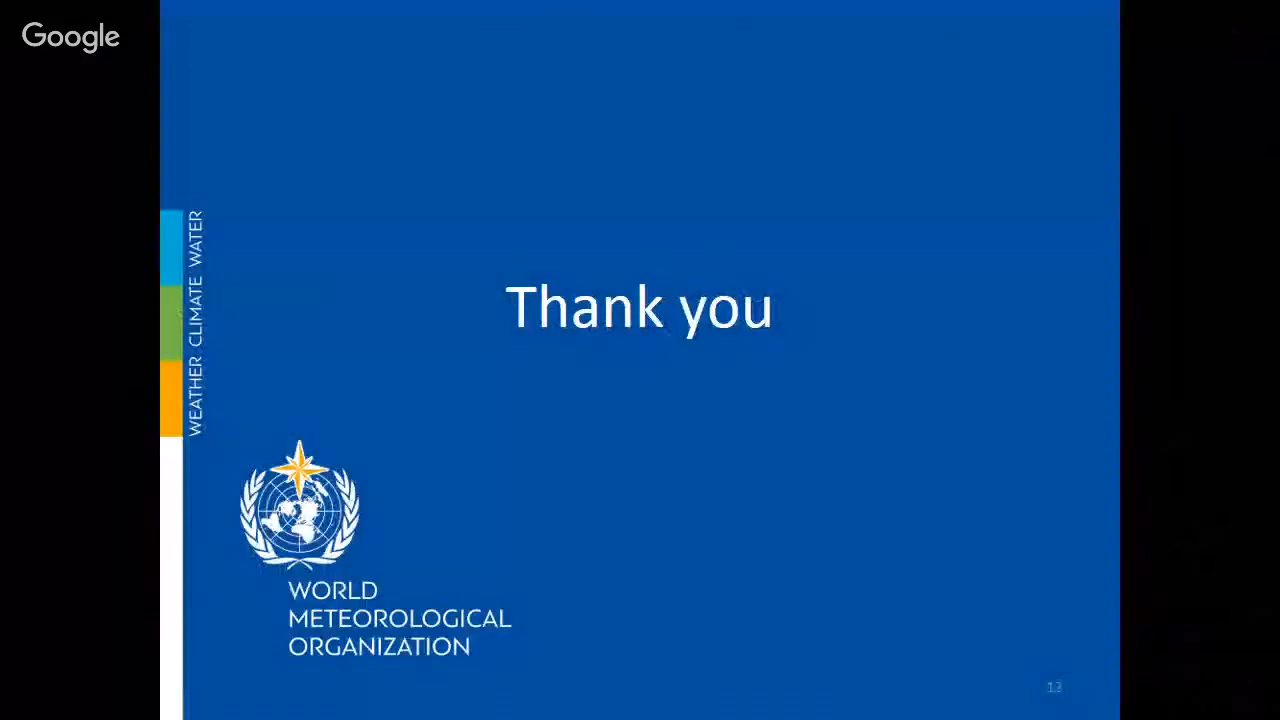 Google
WEATHER CLIMATE WATER
Thank you
WORLD
METEOROLOGICAL
ORGANIZATION